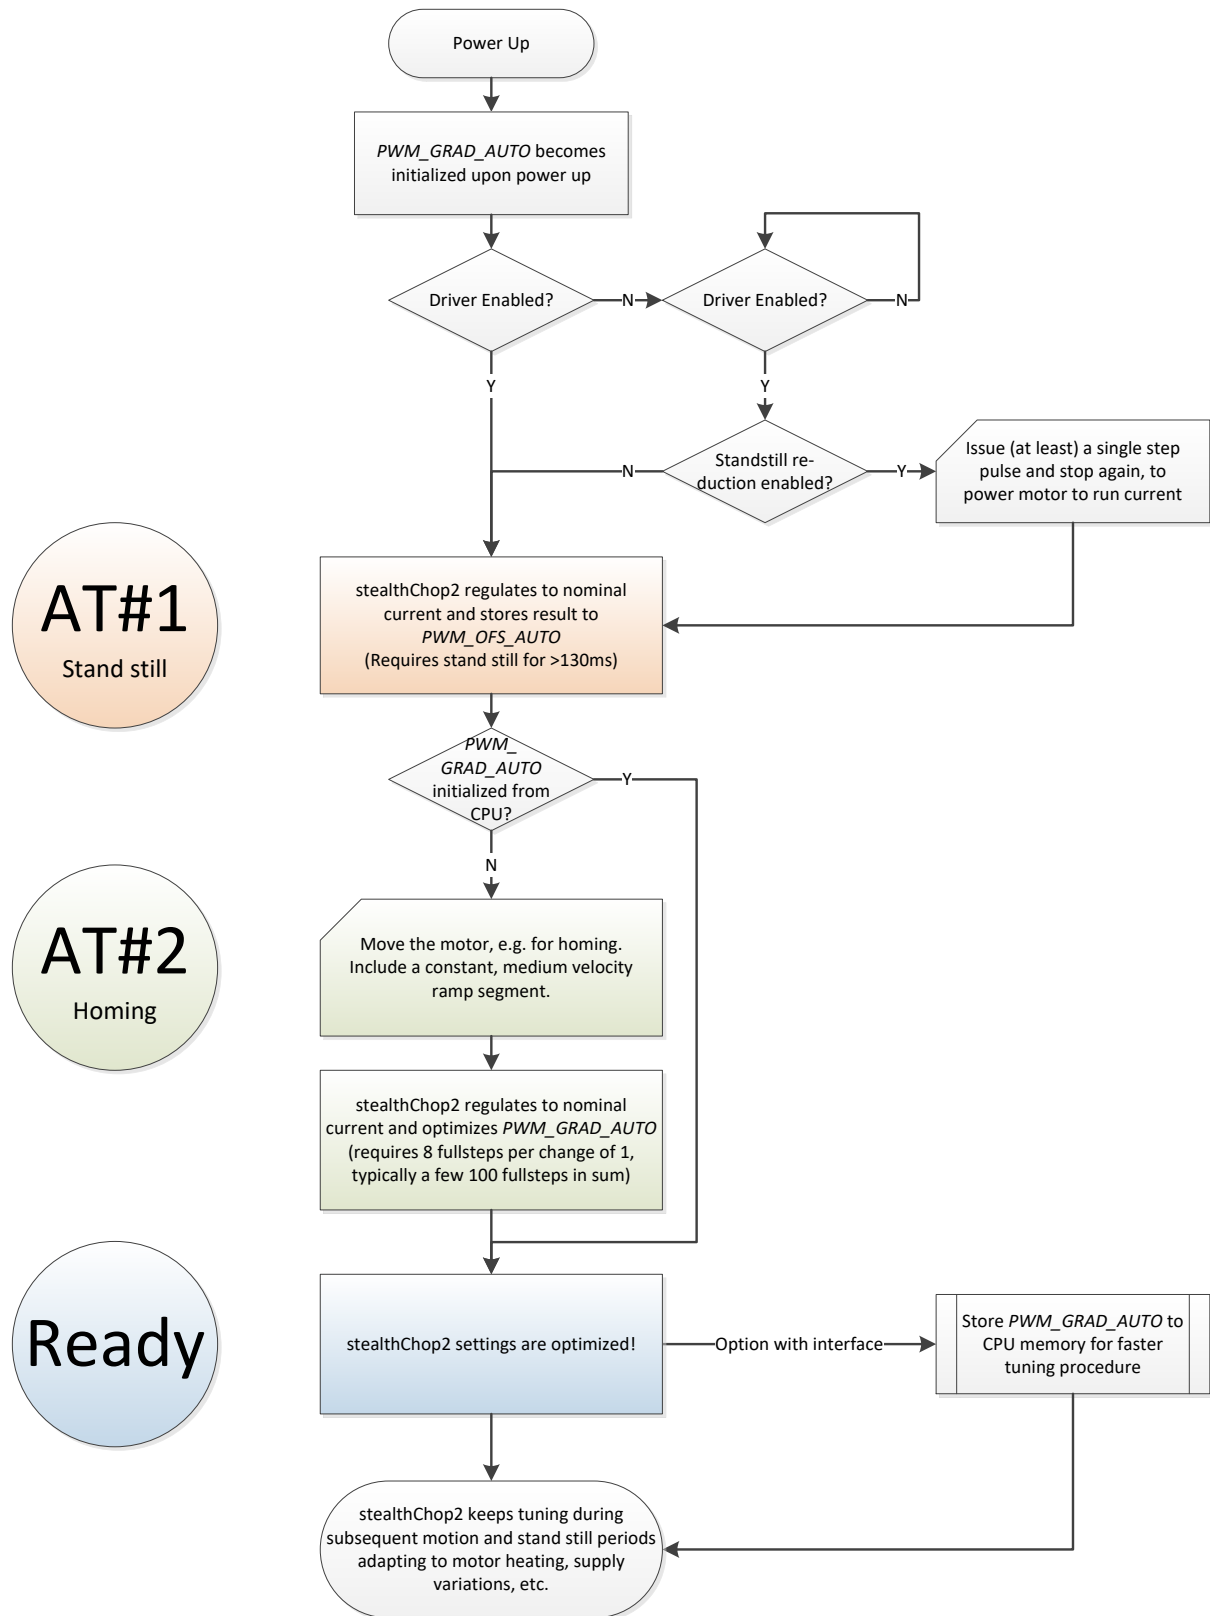 Power Up
PWM_GRAD_AUTO becomes
initialized upon power up
Driver Enabled?
N
Driver Enabled?
N
Y
Y
Standstill re-
duction enabled?
N
Y
Issue (at least) a single step
pulse and stop again, to
power motor to run current
AT#1
Stand still
stealthChop2 regulates to nominal
current and stores result to
PWM_OFS_AUTO
(Requires stand still for >130ms)
PWM_
GRAD_AUTO
initialized from
CPU?
Y
N
AT#2
Homing
Move the motor, e.g. for homing.
Include a constant, medium velocity
ramp segment.
stealthChop2 regulates to nominal
current and optimizes PWM_GRAD_AUTO
(requires 8 fullsteps per change of 1,
typically a few 100 fullsteps in sum)
Ready
stealthChop2 settings are optimized!
Option with interface
Store PWM_GRAD_AUTO to
CPU memory for faster
tuning procedure
stealthChop2 keeps tuning during
subsequent motion and stand still periods
adapting to motor heating, supply
variations, etc.